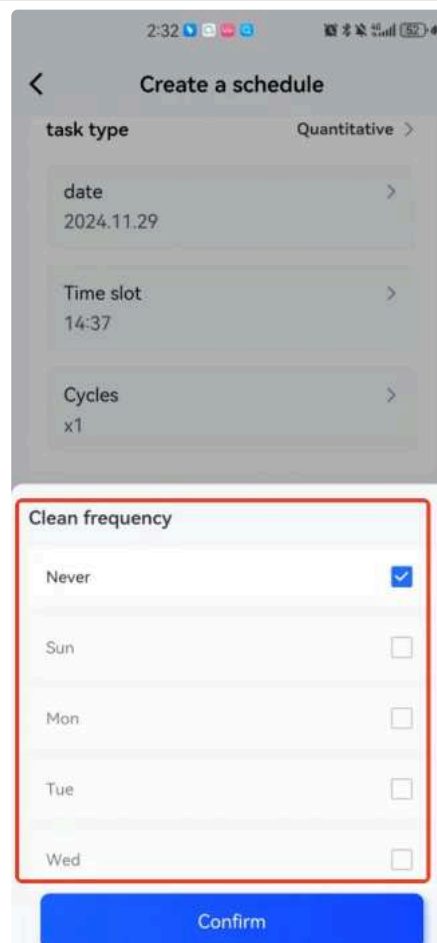 2:32
52
Create a schedule
task type Quantitative >
date >
2024.11.29
Time slot >
14:37
Cycles >
x1
Clean frequency
Never
Sun
Mon
Tue
Wed
Confirm